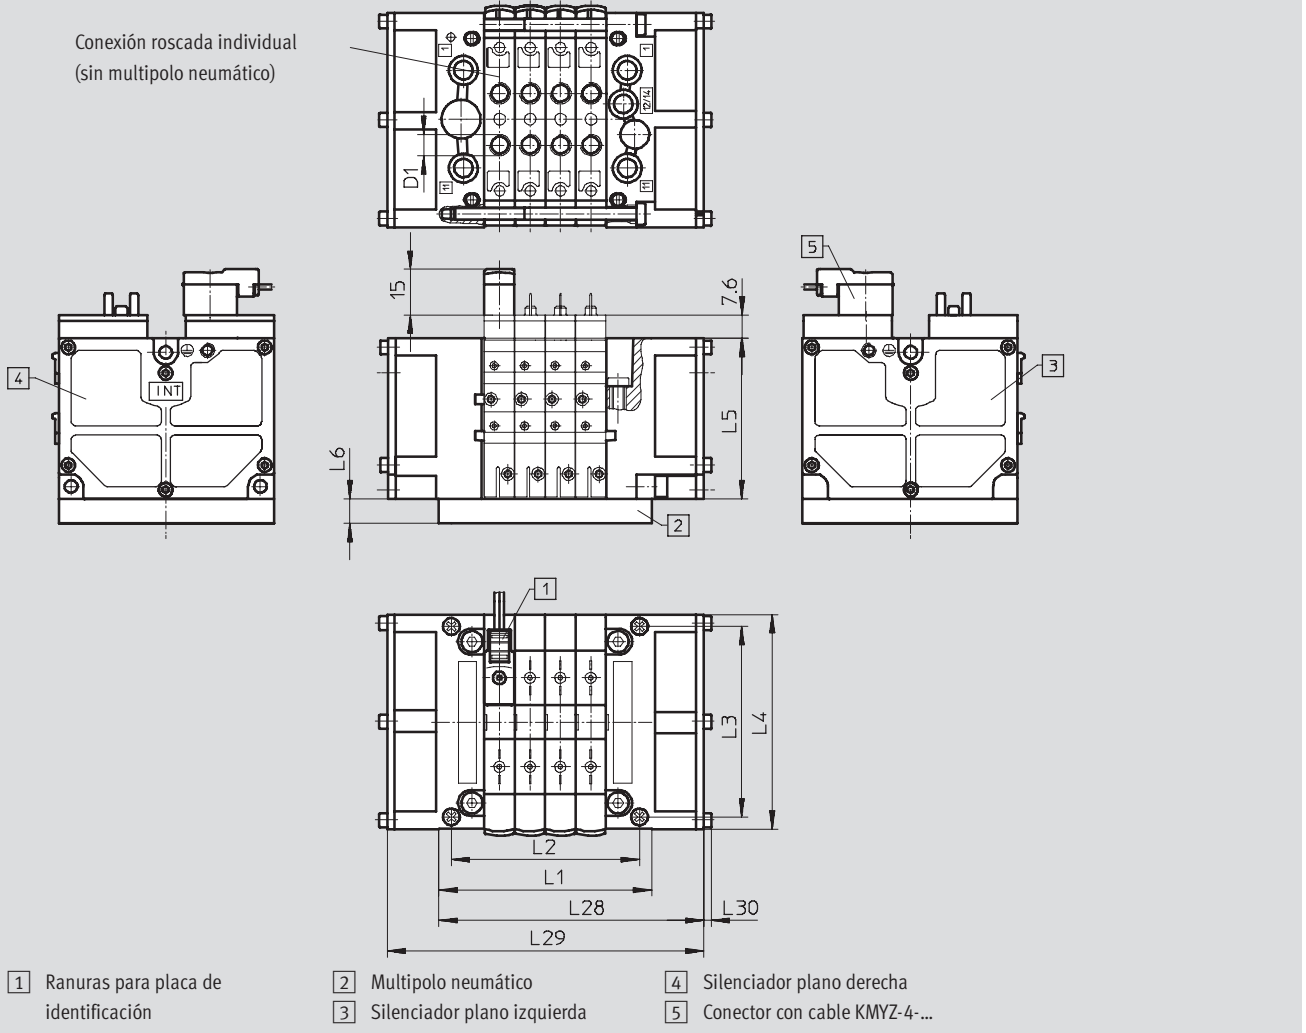 Conexión roscada individual
(sin multipolo neumático)
1
1
12/14
D1
11
11
5
15
7.6
4
INT
3
L5
L6
2
1
L3
L4
L2
L1
L28
L30
L29
1 Ranuras para placa de
identificación
2 Multipolo neumático
3 Silenciador plano izquierda
4 Silenciador plano derecha
5 Conector con cable KMYZ-4-...